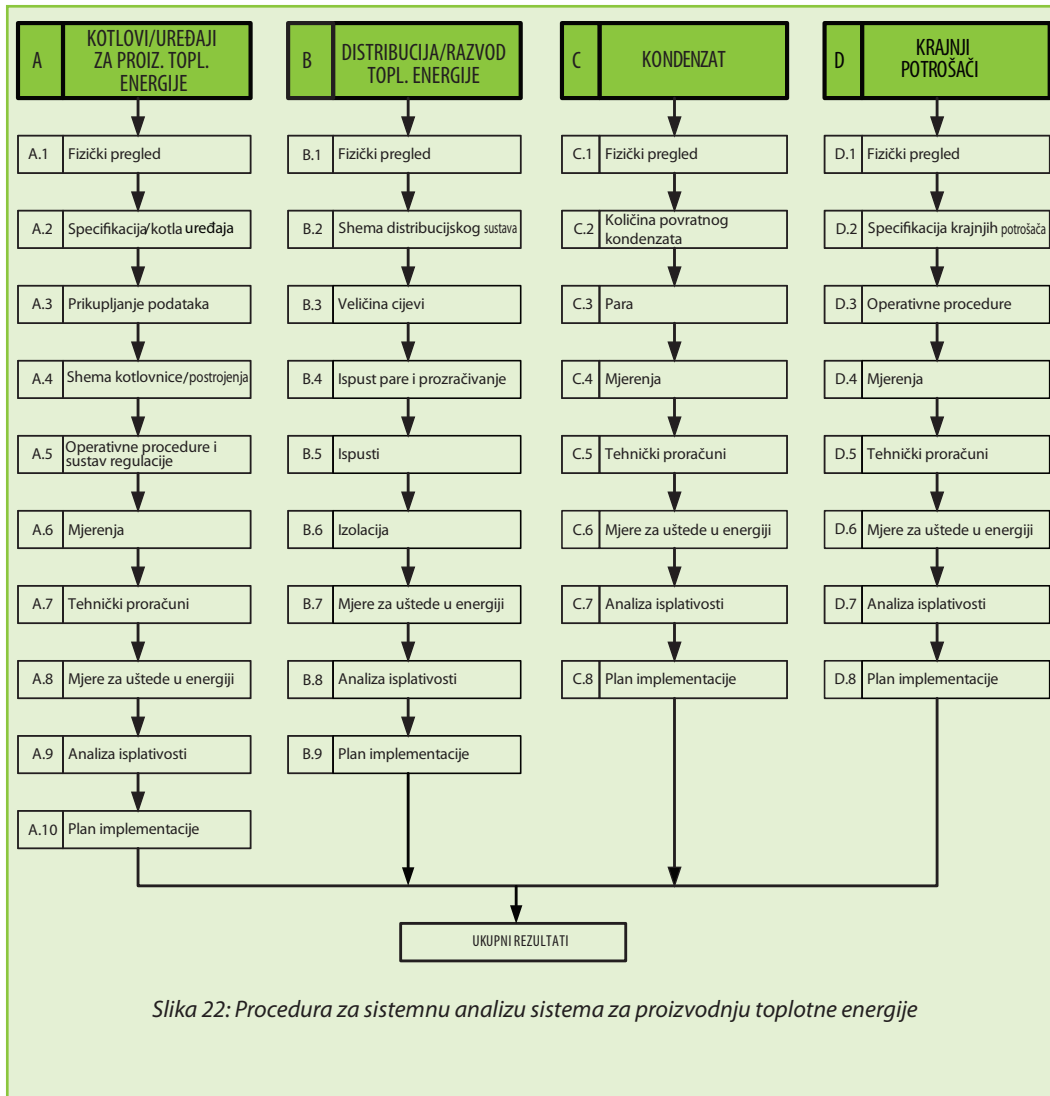 A
KOTLOVI/UREĐAJI
ZA PROIZ. TOPL.
ENERGIJE
A.1 Fizički pregled
A.2 Specifikacija/kotla uređaja
A.3 Prikupljanje podataka
A.4 Shema kotlovnice/postrojenja
A.5 Operativne procedure i
sustav regulacije
A.6 Mjerenja
A.7 Tehnički proračuni
A.8 Mjere za uštede u energiji
A.9 Analiza isplativosti
A.10 Plan implementacije
B
DISTRIBUCIJA/RAZVOD
TOPL. ENERGIJE
B.1 Fizički pregled
B.2 Shema distribucijskog sustava
B.3 Veličina cijevi
B.4 Ispust pare i prozračivanje
B.5 Ispusti
B.6 Izolacija
B.7 Mjere za uštede u energiji
B.8 Analiza isplativosti
B.9 Plan implementacije
C KONDENZAT
C.1 Fizički pregled
C.2 Količina povratnog
kondenzata
C.3 Para
C.4 Mjerenja
C.5 Tehnički proračuni
C.6 Mjere za uštede u energiji
C.7 Analiza isplativosti
C.8 Plan implementacije
D
KRAJNJI
POTROŠAČI
D.1 Fizički pregled
D.2 Specifikacija krajnjih potrošača
D.3 Operativne procedure
D.4 Mjerenja
D.5 Tehnički proračuni
D.6 Mjere za uštede u energiji
D.7 Analiza isplativosti
D.8 Plan implementacije
UKUPNI REZULTATI
Slika 22: Procedura za sistemnu analizu sistema za proizvodnju toplotne energije